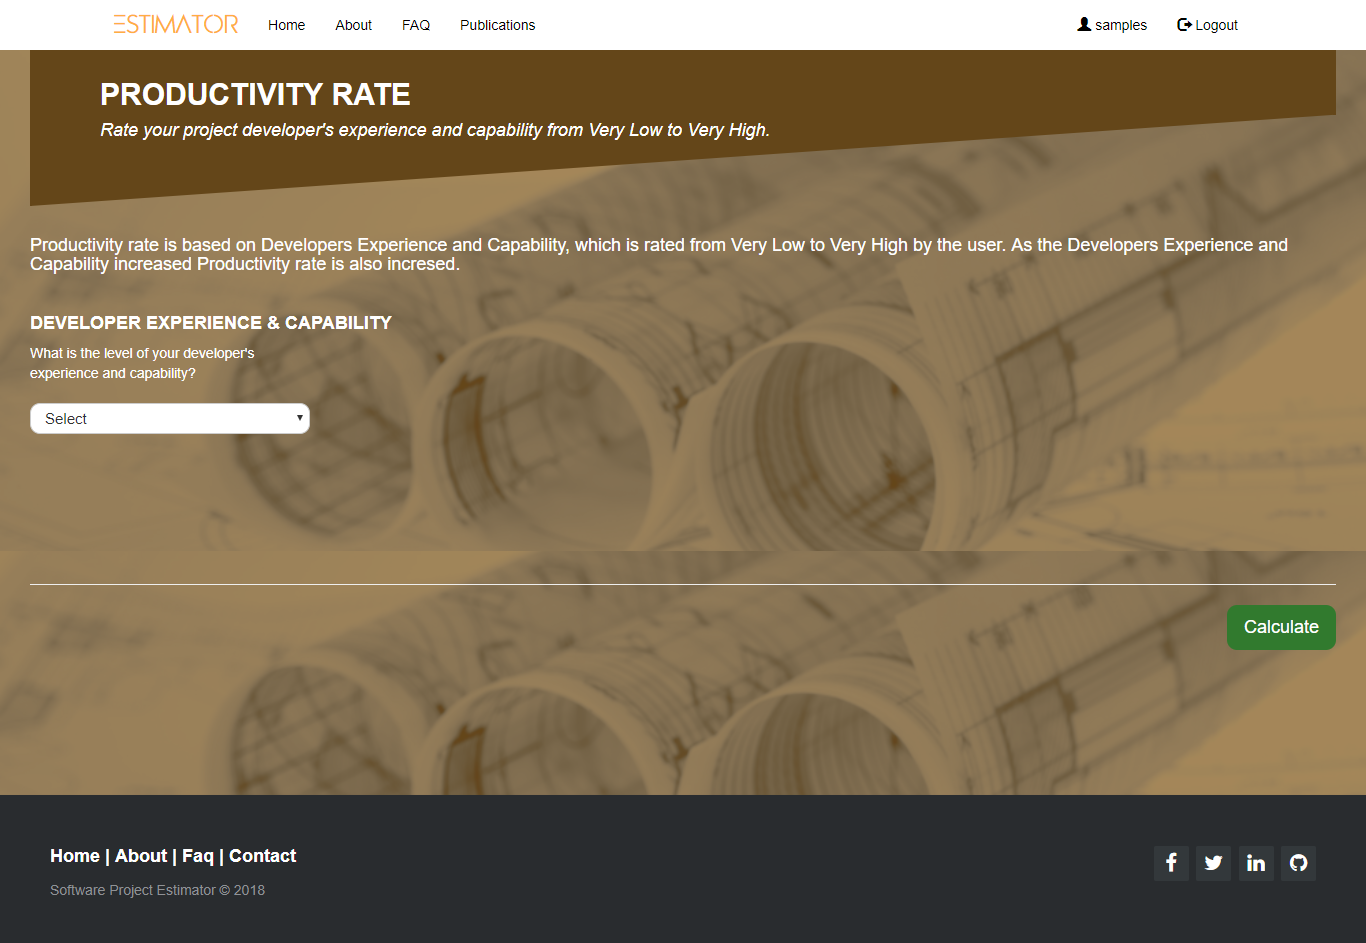 ESTIMATOR Home About FAQ Publications samples Logout
PRODUCTIVITY RATE
Rate your project developer's experience and capability from Very Low to Very High.
Productivity rate is based on Developers Experience and Capability, which is rated from Very Low to Very High by the user. As the Developers Experience and
Capability increased Productivity rate is also incresed.
DEVELOPER EXPERIENCE & CAPABILITY
What is the level of your developer's
experience and capability?
Select
Calculate
Home | About | Faq | Contact
Software Project Estimator © 2018